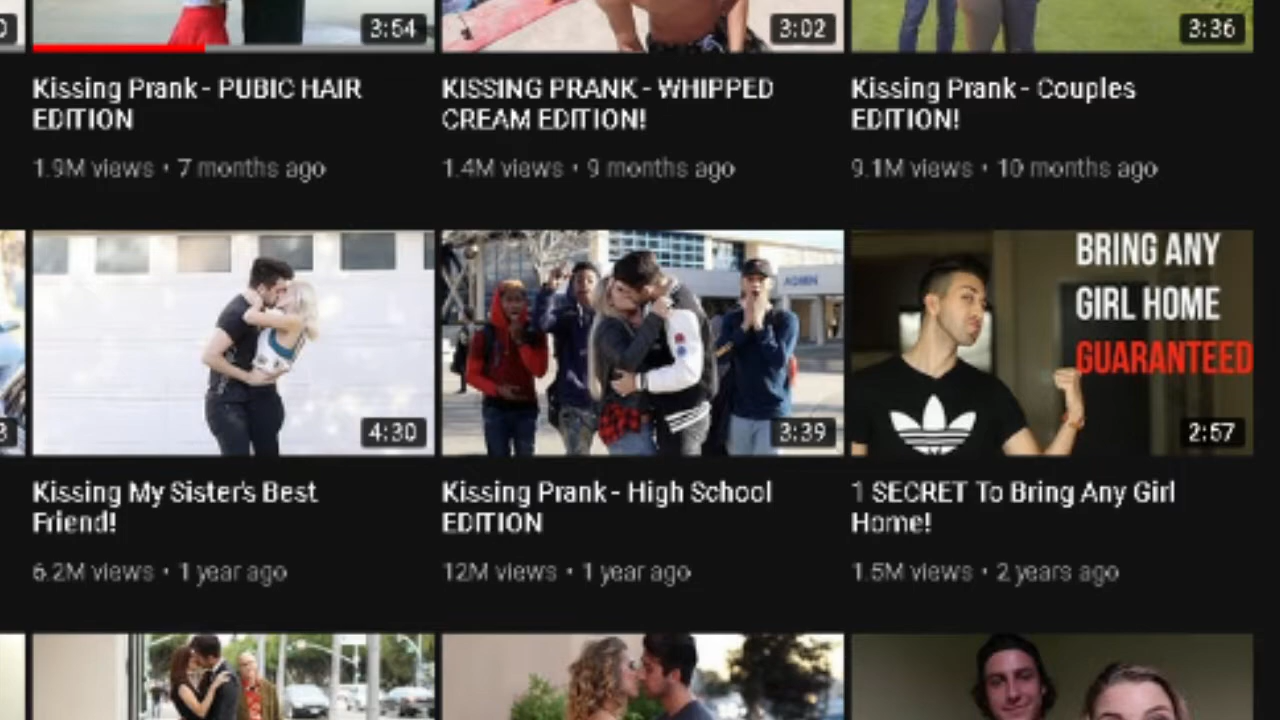 3:54
3:02
3:36
Kissing Prank - PUBIC HAIR
EDITION
1.9M views • 7 months ago
KISSING PRANK - WHIPPED
CREAM EDITION!
1.4M views • 9 months ago
Kissing Prank - Couples
EDITION!
9.1M views • 10 months ago
4:30
ADMIN
3:39
BRING ANY
GIRL HOME
GUARANTEED
2:57
Kissing My Sister's Best
Friend!
6.2M views • 1 year ago
Kissing Prank - High School
EDITION
12M views • 1 year ago
1 SECRET To Bring Any Girl
Home!
1.5M views • 2 years ago